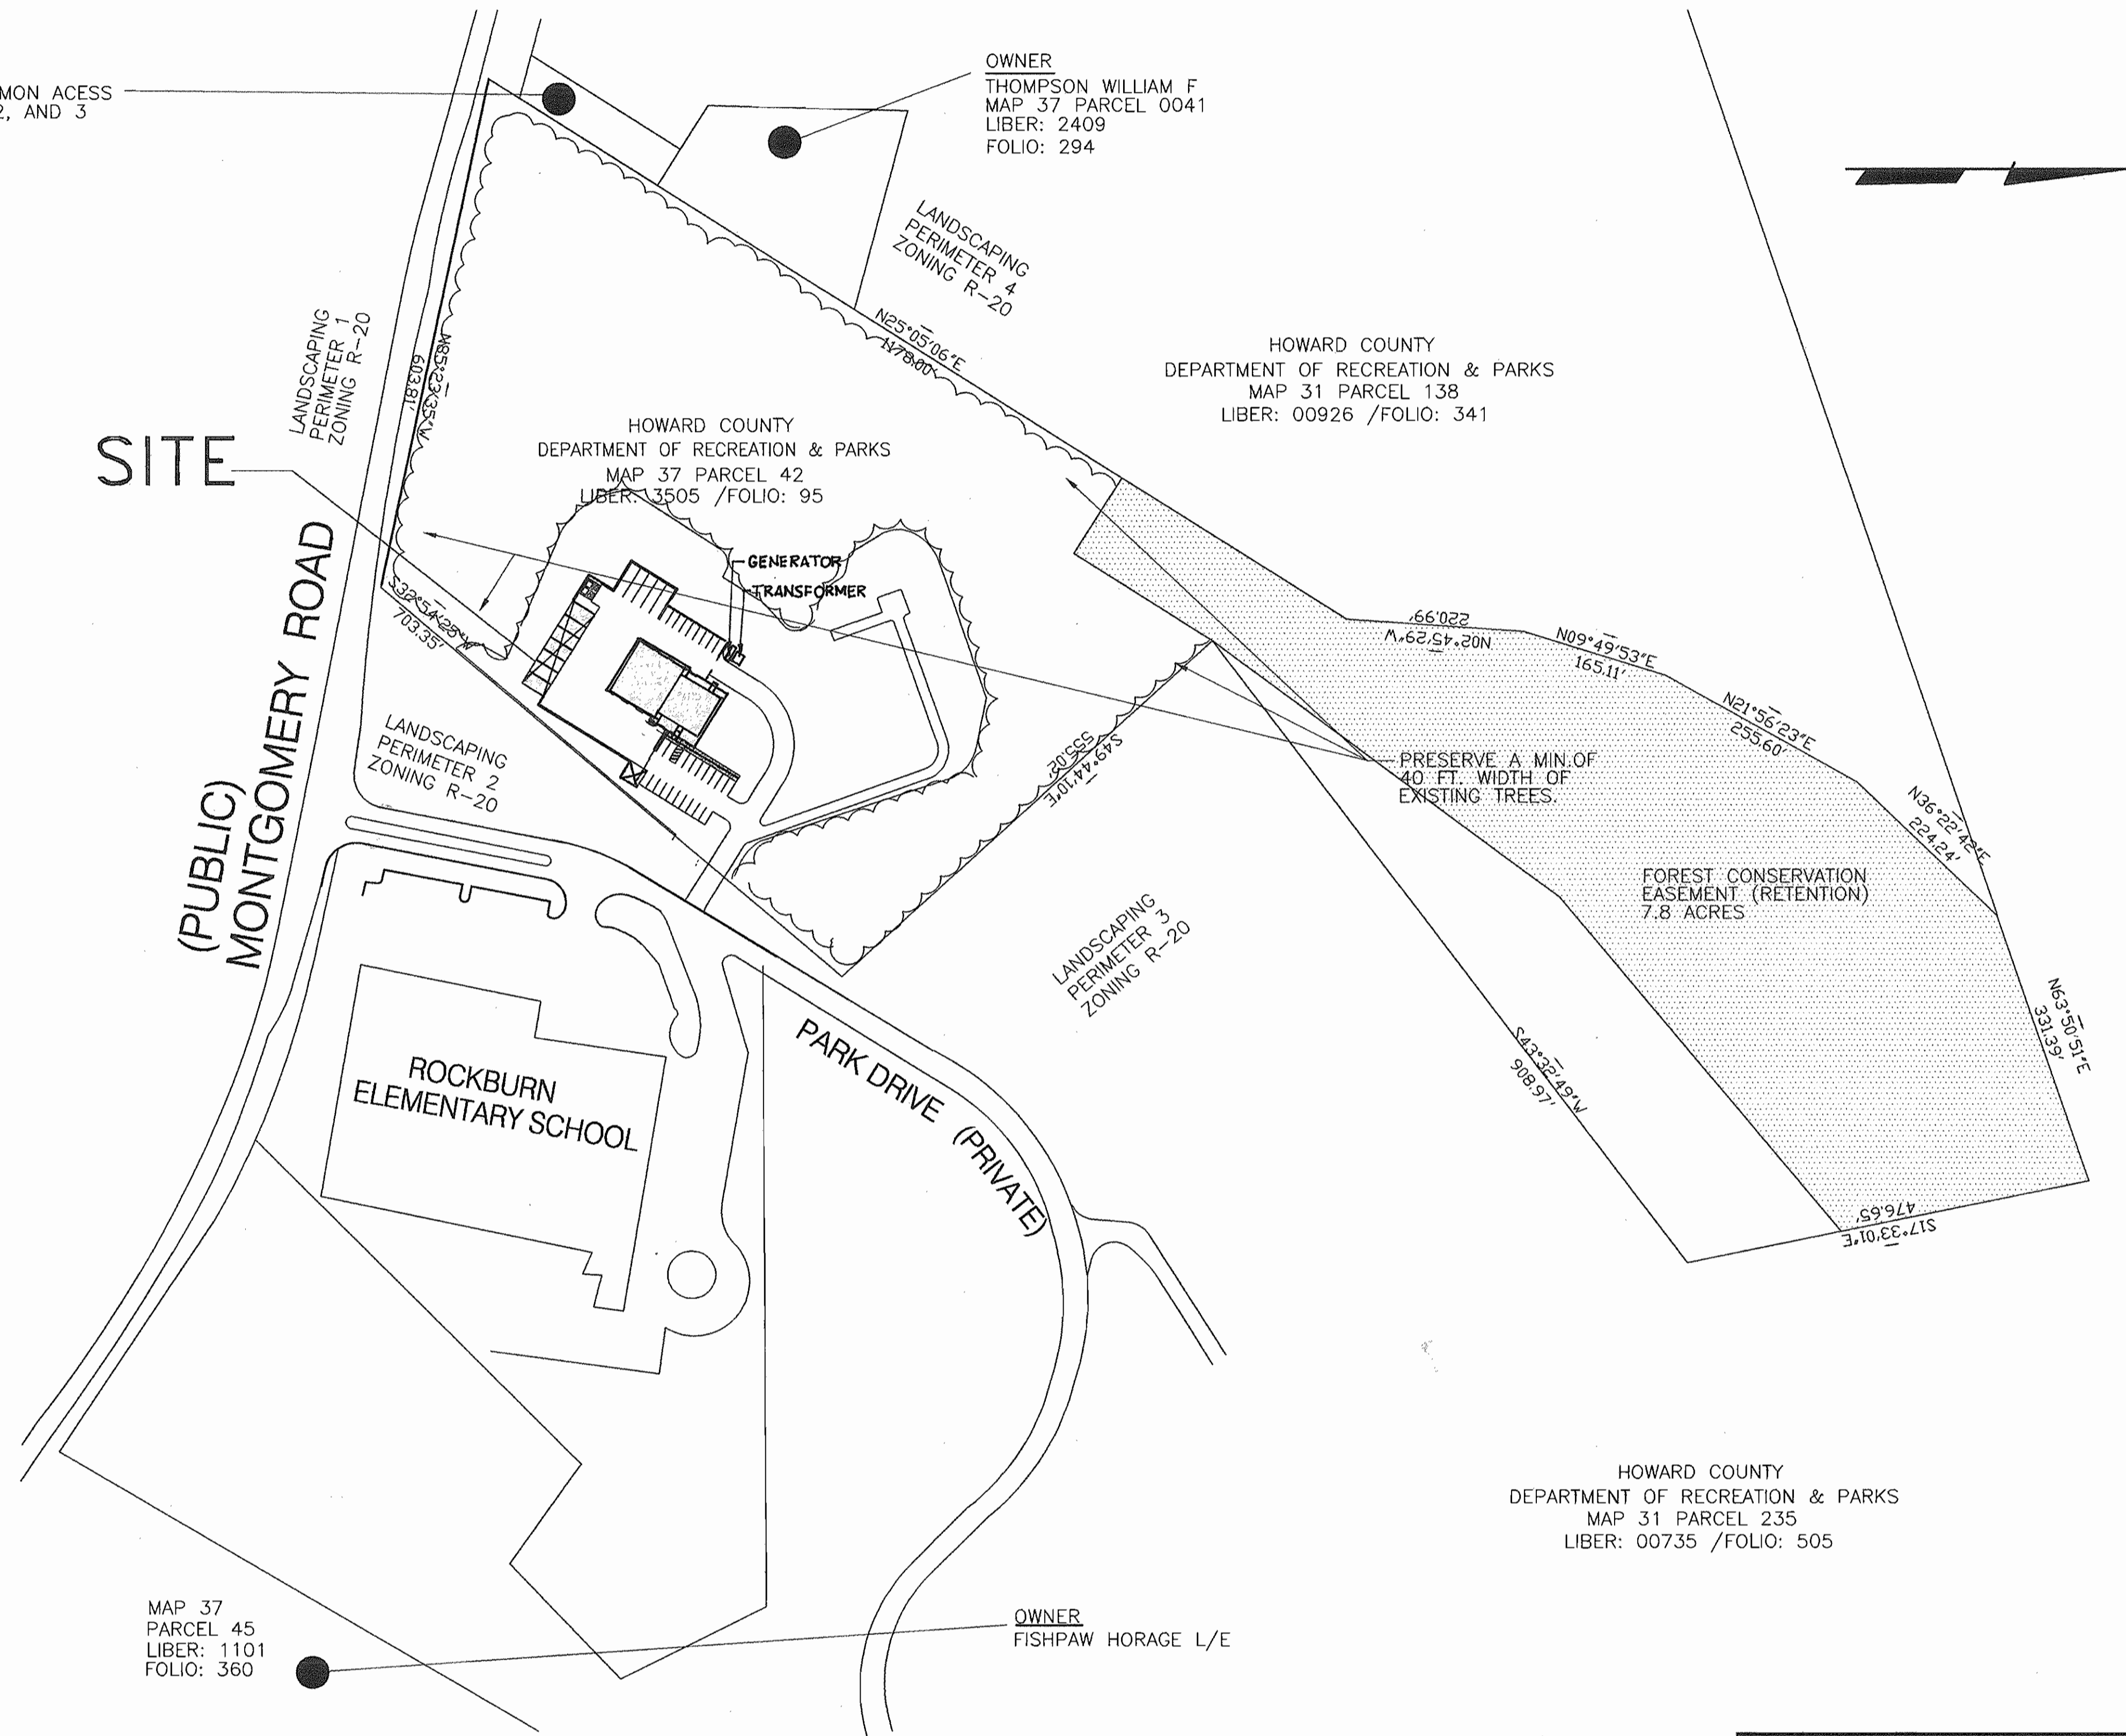 MON ACESS
2, AND 3
OWNER
THOMPSON WILLIAM F
MAP 37 PARCEL 0041
LIBER: 2409
FOLIO: 294
LANDSCAPING
PERIMETER 4
ZONING R-20
N25°05'06"E
1178.00'
HOWARD COUNTY
DEPARTMENT OF RECREATION & PARKS
MAP 31 PARCEL 138
LIBER: 00926 /FOLIO: 341
LANDSCAPING
PERIMETER 1
ZONING R-20
N85°23'35"W
603.81'
SITE
HOWARD COUNTY
DEPARTMENT OF RECREATION & PARKS
MAP 37 PARCEL 42
LIBER: 3505 /FOLIO: 95
GENERATOR
TRANSFORMER
S32°54'28"W
703.35'
220.99'
N02°45'29"W
N09°49'53"E
165.11'
N21°56'23"E
255.60'
N36°22'42"E
224.24'
LANDSCAPING
PERIMETER 2
ZONING R-20
(PUBLIC)
MONTGOMERY ROAD
S49°44'10"E
555.02'
PRESERVE A MIN.OF
40 FT. WIDTH OF
EXISTING TREES.
FOREST CONSERVATION
EASEMENT (RETENTION)
7.8 ACRES
LANDSCAPING
PERIMETER 3
ZONING R-20
N63°50'51"E
331.39'
S43°32'49"W
908.97'
476.65'
S17°33'01"E
ROCKBURN
ELEMENTARY SCHOOL
PARK DRIVE (PRIVATE)
HOWARD COUNTY
DEPARTMENT OF RECREATION & PARKS
MAP 31 PARCEL 235
LIBER: 00735 /FOLIO: 505
MAP 37
PARCEL 45
LIBER: 1101
FOLIO: 360
OWNER
FISHPAW HORAGE L/E